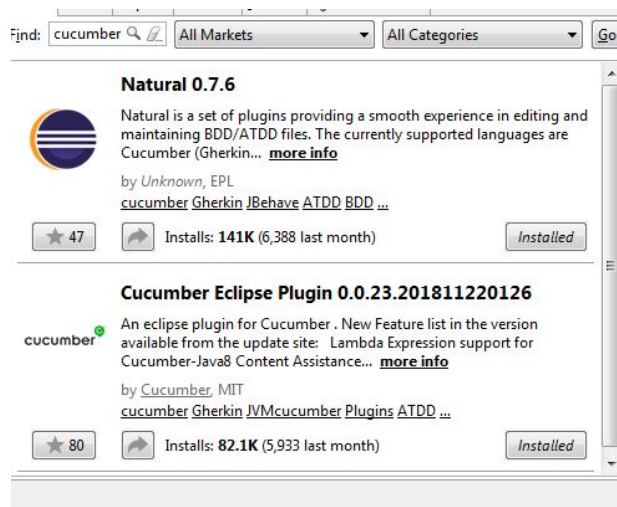 Find: cucumber All Markets All Categories Go
Natural 0.7.6
Natural is a set of plugins providing a smooth experience in editing and
maintaining BDD/ATDD files. The currently supported languages are
Cucumber (Gherkin... more info
by Unknown, EPL
cucumber Gherkin JBehave ATDD BDD ...
47 Installs: 141K (6,388 last month) Installed
Cucumber Eclipse Plugin 0.0.23.201811220126
cucumber
An eclipse plugin for Cucumber . New Feature list in the version
available from the update site: Lambda Expression support for
Cucumber-Java8 Content Assistance... more info
by Cucumber, MIT
cucumber Gherkin JVMcucumber Plugins ATDD ...
80 Installs: 82.1K (5,933 last month) Installed